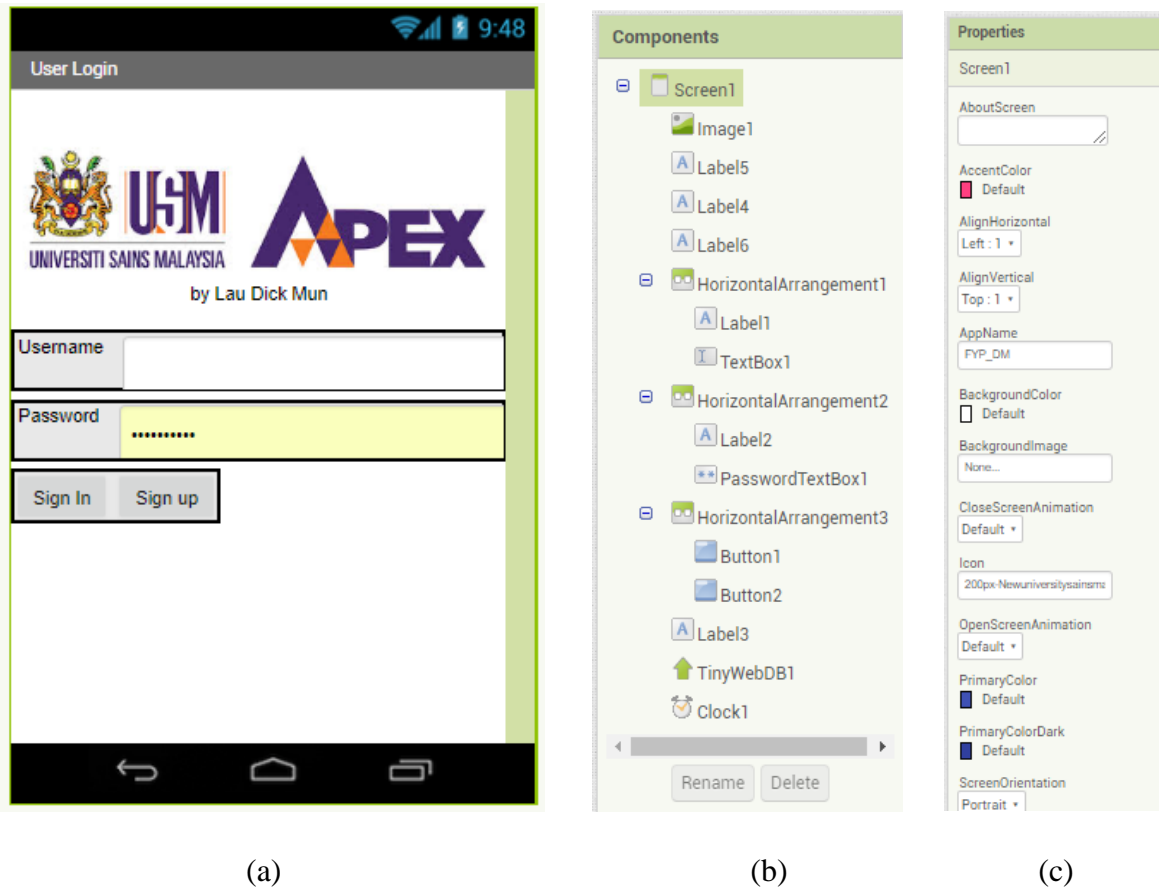 9:48
User Login
USM
UNIVERSITI SAINS MALAYSIA
APEX
by Lau Dick Mun
Username
Password
••••••••••
Sign In
Sign up
(a)
Components
Screen1
Image1
Label5
Label4
Label6
HorizontalArrangement1
Label1
TextBox1
HorizontalArrangement2
Label2
PasswordTextBox1
HorizontalArrangement3
Button1
Button2
Label3
TinyWebDB1
Clock1
Rename
Delete
(b)
Properties
Screen1
AboutScreen
AccentColor
Default
AlignHorizontal
Left : 1
AlignVertical
Top : 1
AppName
FYP_DM
BackgroundColor
Default
BackgroundImage
None...
CloseScreenAnimation
Default
Icon
200px-Newuniversitysainsma
OpenScreenAnimation
Default
PrimaryColor
Default
PrimaryColorDark
Default
ScreenOrientation
Portrait
(c)